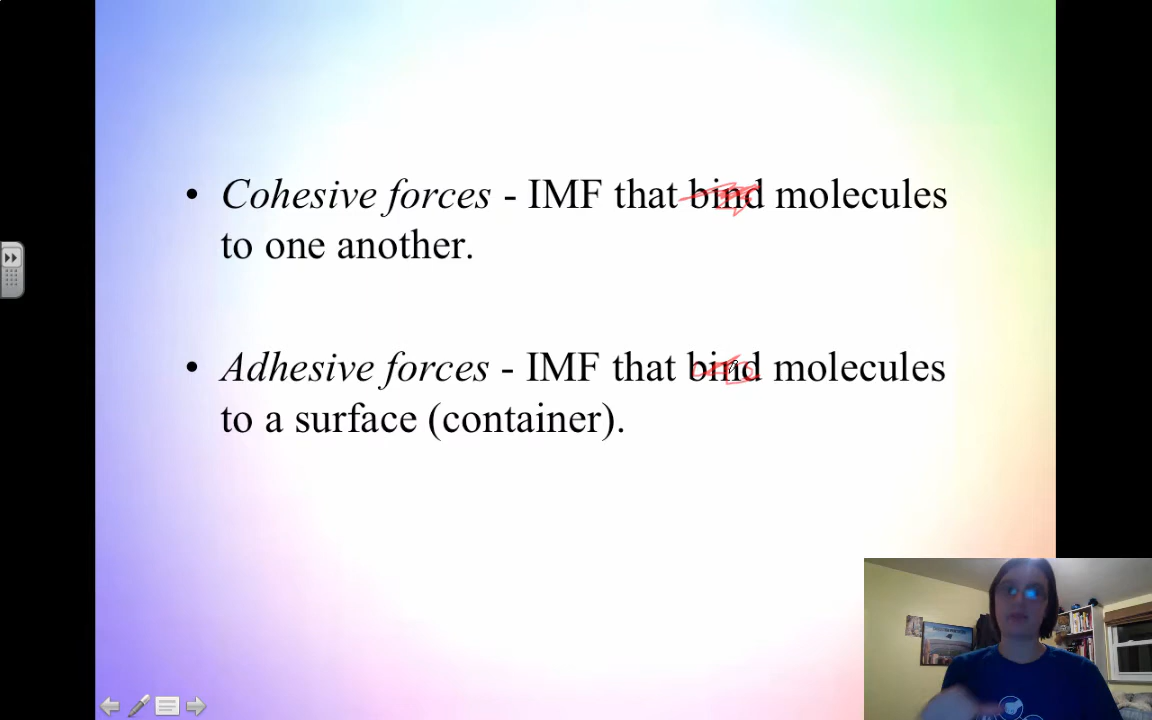 • Cohesive forces - IMF that bind molecules
to one another.
• Adhesive forces - IMF that bind molecules
to a surface (container).